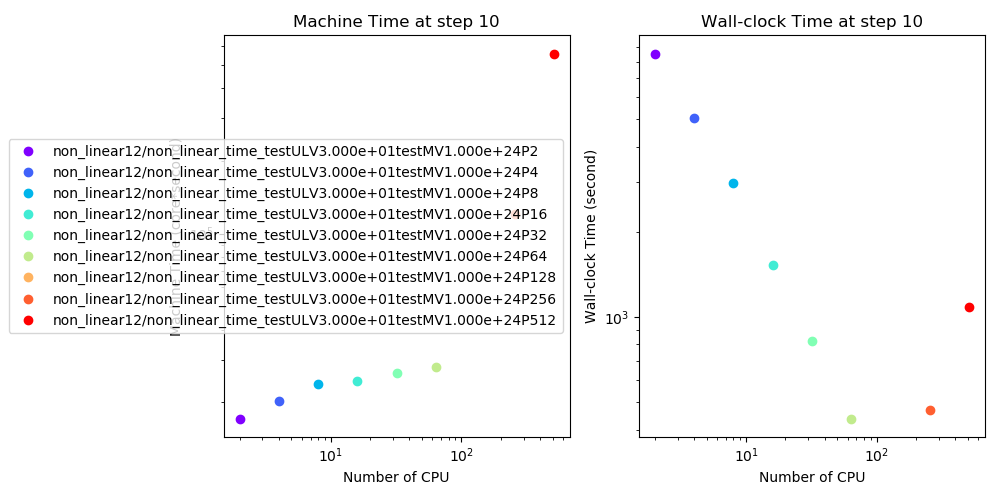 Machine Time at step 10
Wall-clock Time at step 10
non_linear12/non_linear_time_testULV3.000e+01testMV1.000e+24P2
non_linear12/non_linear_time_testULV3.000e+01testMV1.000e+24P4
non_linear12/non_linear_time_testULV3.000e+01testMV1.000e+24P8
non_linear12/non_linear_time_testULV3.000e+01testMV1.000e+24P16
non_linear12/non_linear_time_testULV3.000e+01testMV1.000e+24P32
non_linear12/non_linear_time_testULV3.000e+01testMV1.000e+24P64
non_linear12/non_linear_time_testULV3.000e+01testMV1.000e+24P128
non_linear12/non_linear_time_testULV3.000e+01testMV1.000e+24P256
non_linear12/non_linear_time_testULV3.000e+01testMV1.000e+24P512
10¹
10²
Number of CPU
Wall-clock Time (second)
10³
10¹
10²
Number of CPU